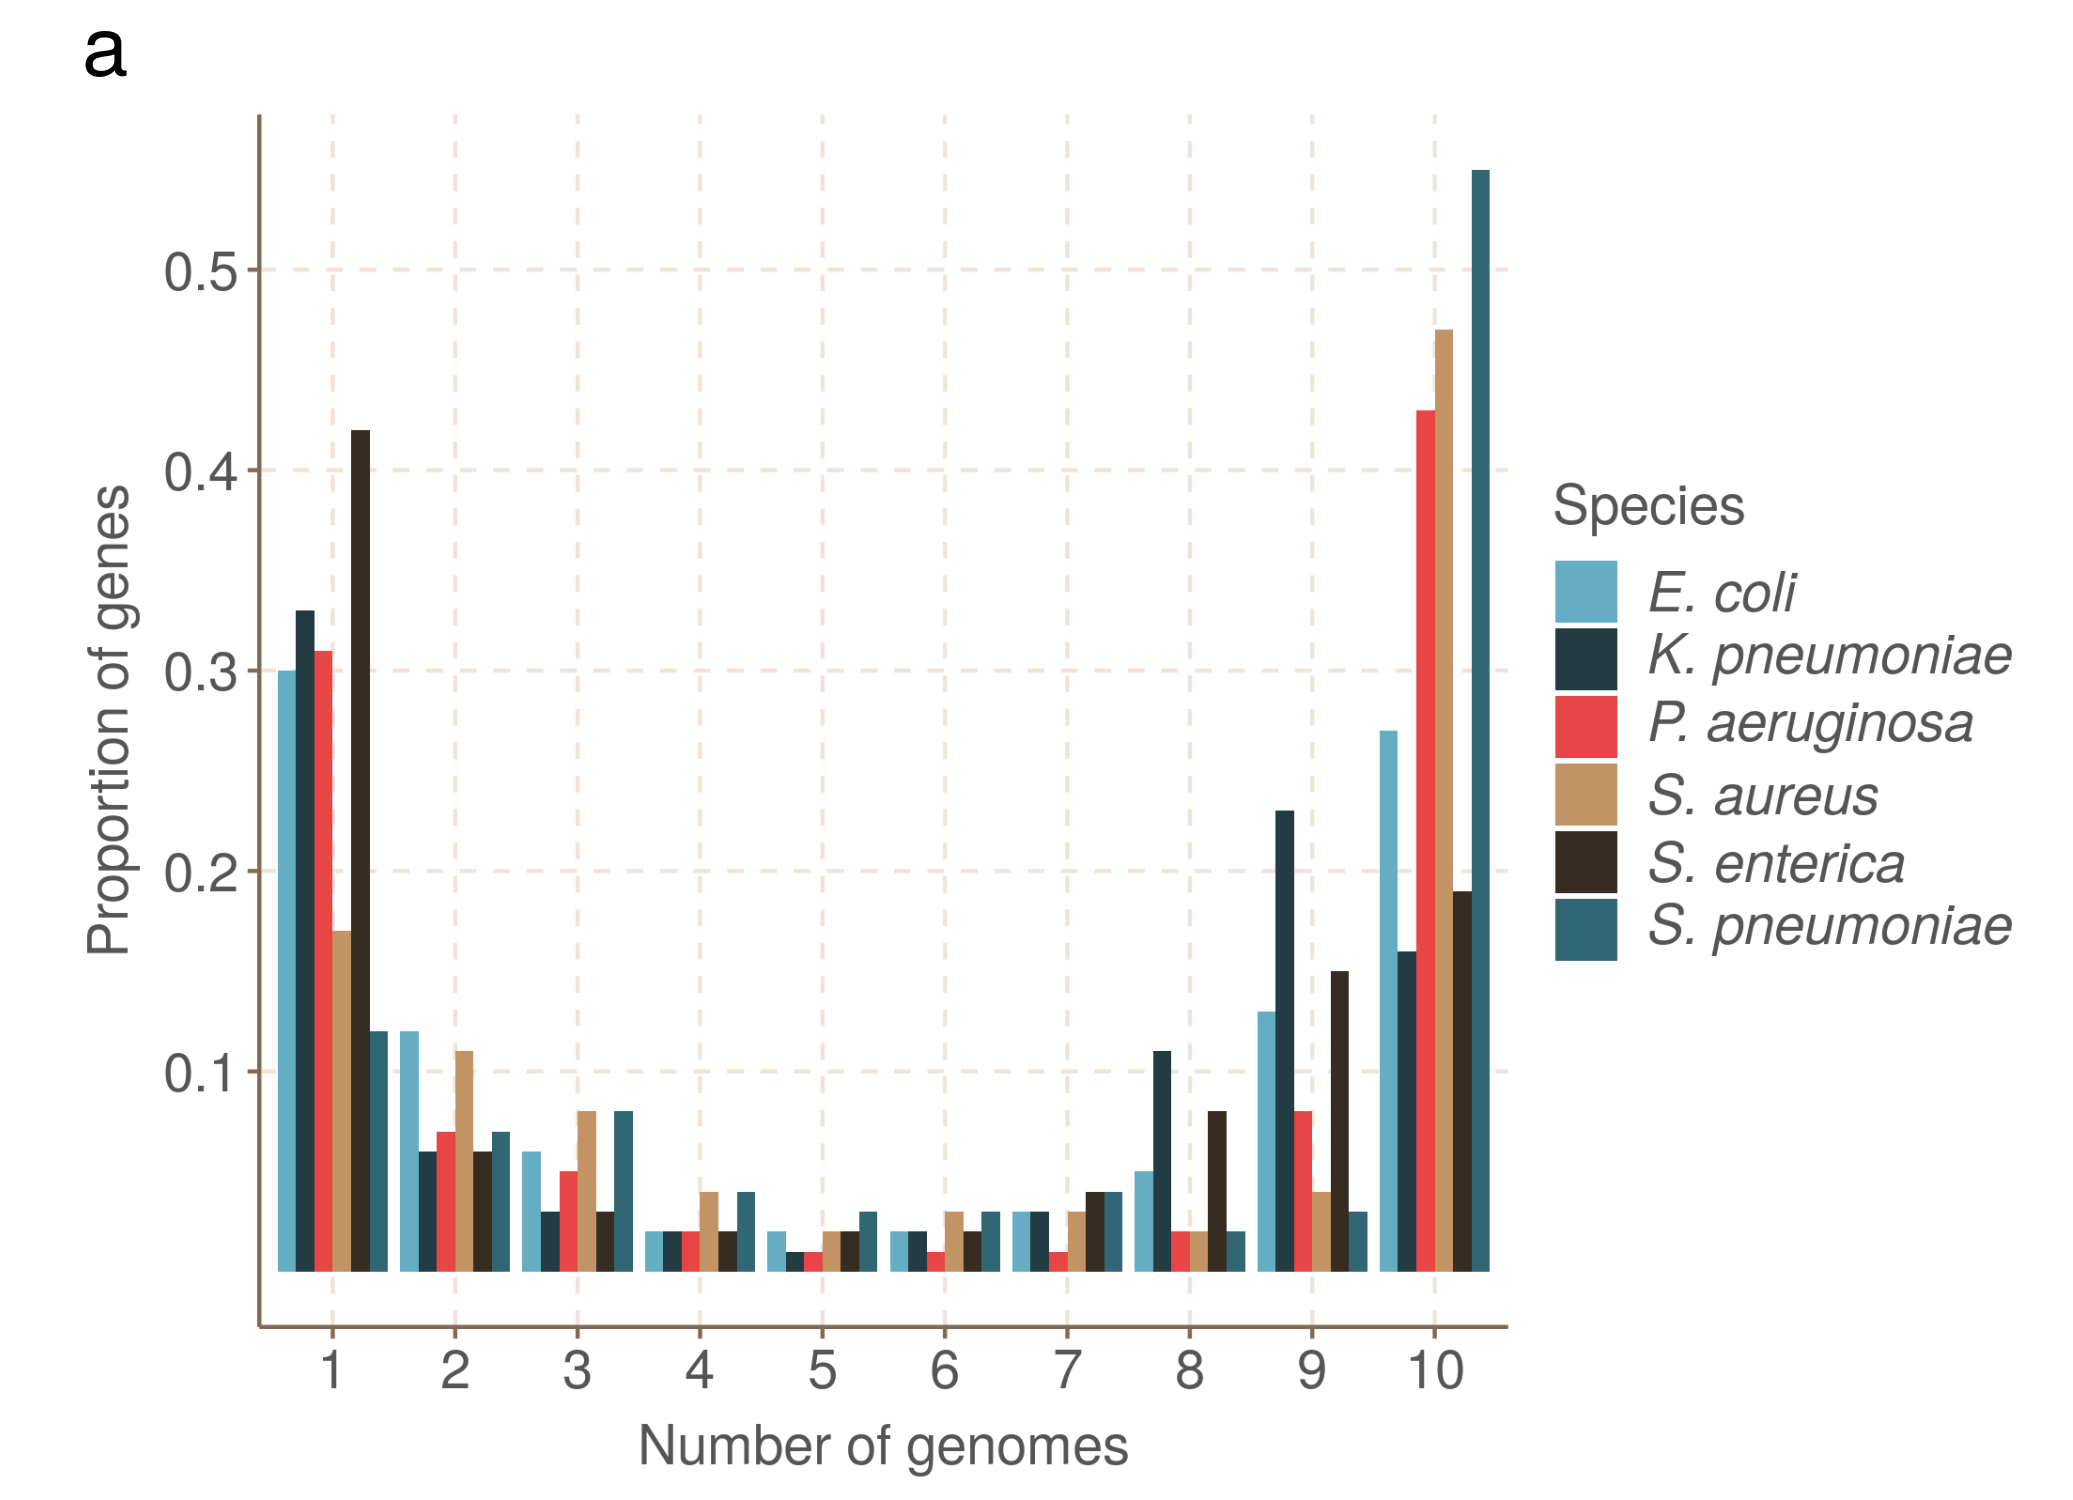 a
0.5
0.4
0.3
0.2
0.1
Proportion of genes
1 2 3 4 5 6 7 8 9 10
Number of genomes
Species
E. coli
K. pneumoniae
P. aeruginosa
S. aureus
S. enterica
S. pneumoniae